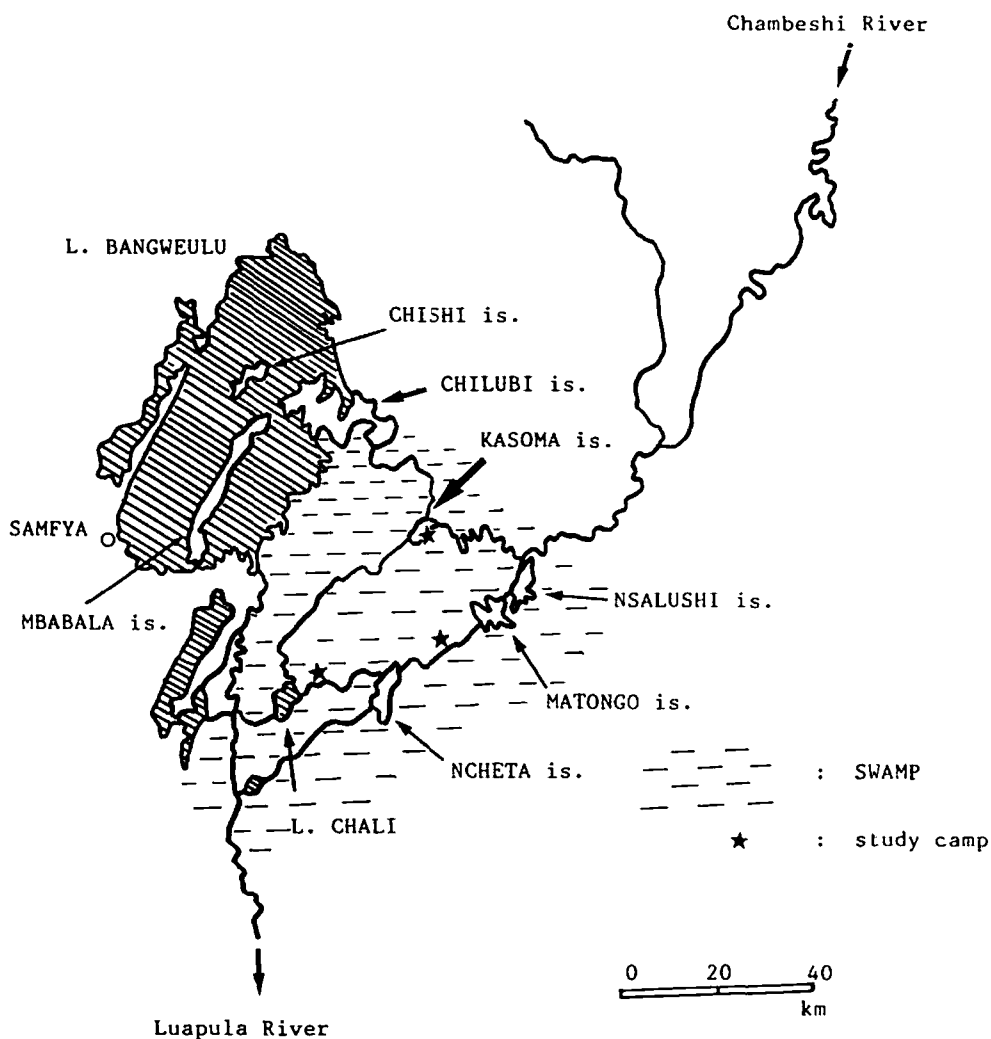 Chambeshi River
L. BANGWEULU
CHISHI is.
CHILUBI is.
KASOMA is.
SAMFYA
MBABALA is.
NSALUSHI is.
MATONGO is.
NCHETA is.
: SWAMP
L. CHALI
: study camp
0 20 40
km
Luapula River